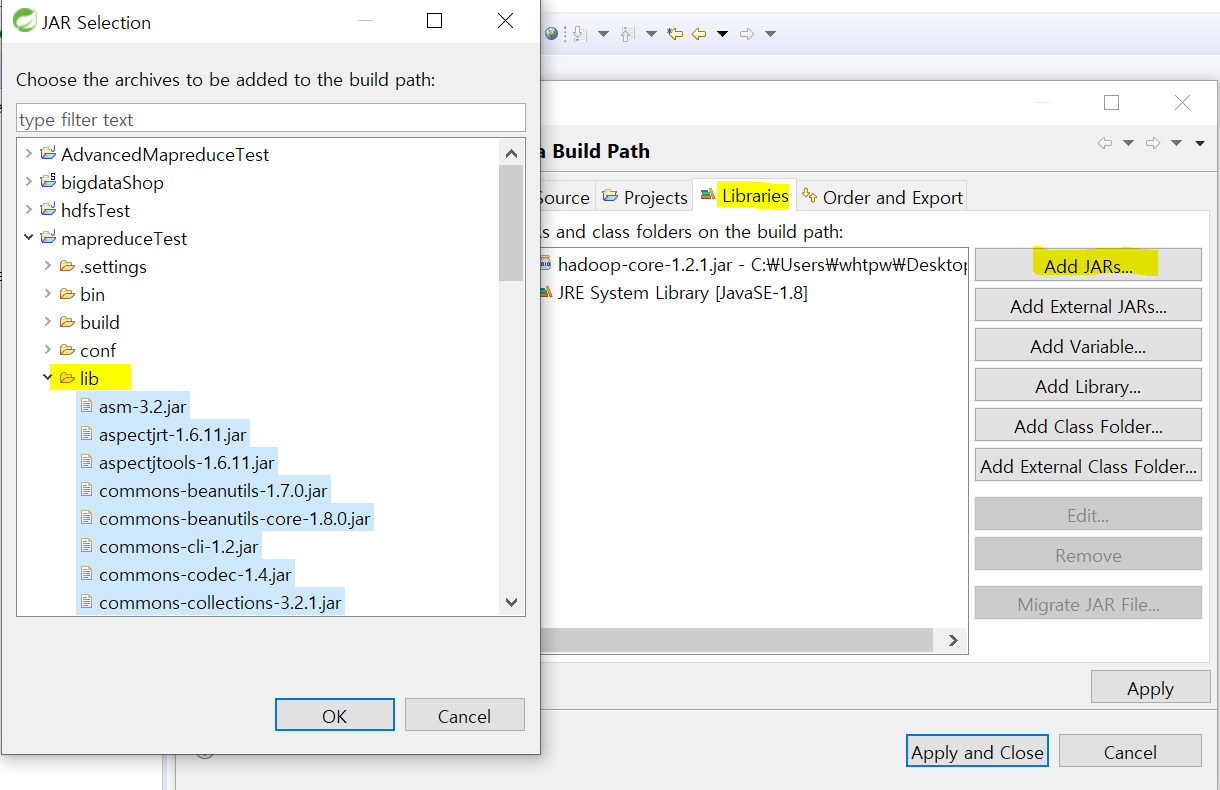 JAR Selection
Choose the archives to be added to the build path:
type filter text
AdvancedMapreduceTest
bigdataShop
hdfsTest
mapreduceTest
.settings
bin
build
conf
lib
asm-3.2.jar
aspectjrt-1.6.11.jar
aspectjtools-1.6.11.jar
commons-beanutils-1.7.0.jar
commons-beanutils-core-1.8.0.jar
commons-cli-1.2.jar
commons-codec-1.4.jar
commons-collections-3.2.1.jar
OK Cancel
a Build Path
Source Projects Libraries Order and Export
s and class folders on the build path:
hadoop-core-1.2.1.jar - C:₩Users₩whtpw₩Desktop
JRE System Library [JavaSE-1.8]
Add JARs...
Add External JARs...
Add Variable...
Add Library...
Add Class Folder...
Add External Class Folder...
Edit...
Remove
Migrate JAR File...
Apply
Apply and Close Cancel